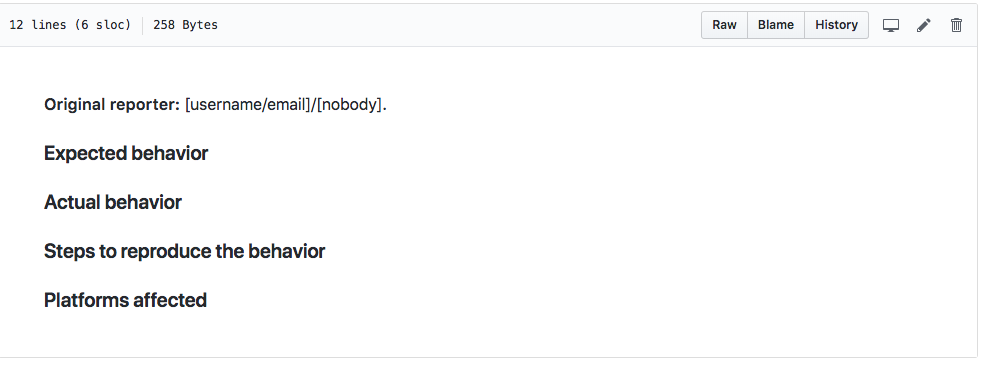 12 lines (6 sloc) 258 Bytes Raw Blame History
Original reporter: [username/email]/[nobody].
Expected behavior
Actual behavior
Steps to reproduce the behavior
Platforms affected